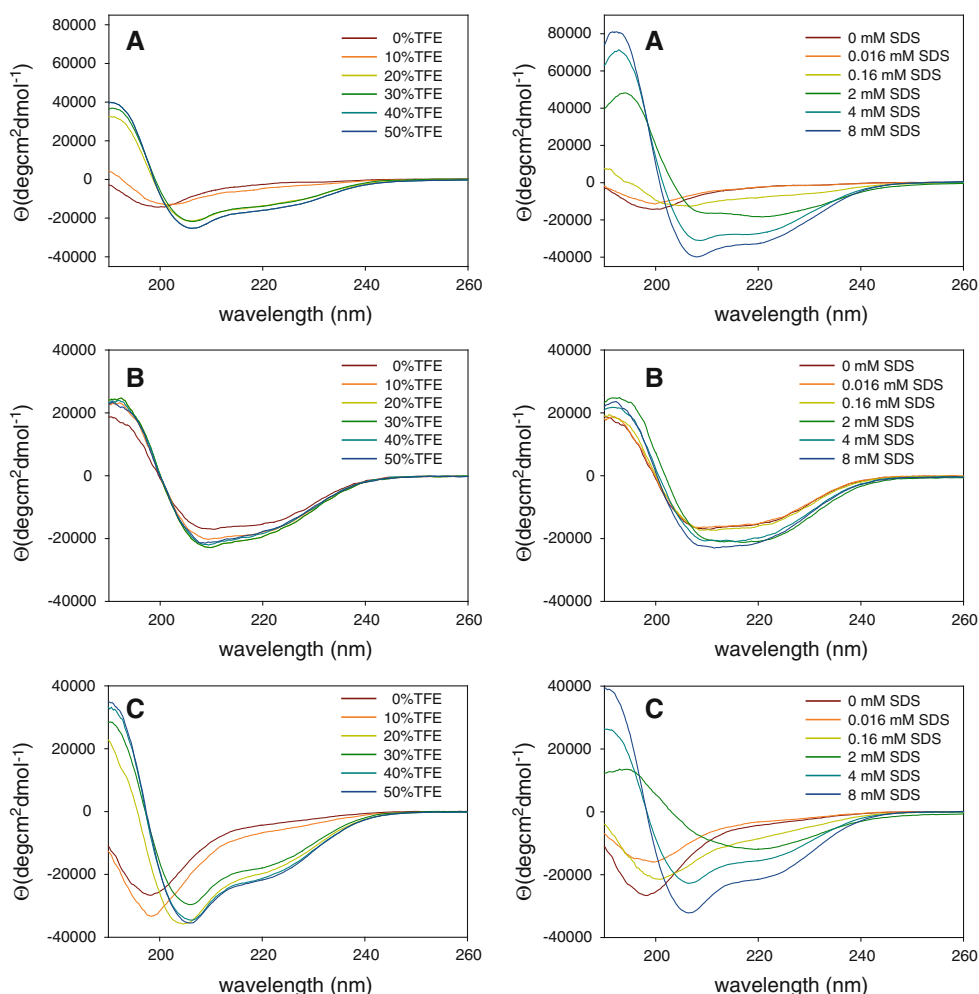 A
Θ(degcm²dmol⁻¹)
80000
60000
40000
20000
0
-20000
-40000
200
220
240
260
wavelength (nm)
0%TFE
10%TFE
20%TFE
30%TFE
40%TFE
50%TFE
A
Θ(degcm²dmol⁻¹)
80000
60000
40000
20000
0
-20000
-40000
200
220
240
260
wavelength (nm)
0 mM SDS
0.016 mM SDS
0.16 mM SDS
2 mM SDS
4 mM SDS
8 mM SDS
B
Θ(degcm²dmol⁻¹)
40000
20000
0
-20000
-40000
200
220
240
260
wavelength (nm)
0%TFE
10%TFE
20%TFE
30%TFE
40%TFE
50%TFE
B
Θ(degcm²dmol⁻¹)
40000
20000
0
-20000
-40000
200
220
240
260
wavelength (nm)
0 mM SDS
0.016 mM SDS
0.16 mM SDS
2 mM SDS
4 mM SDS
8 mM SDS
C
Θ(degcm²dmol⁻¹)
40000
20000
0
-20000
-40000
200
220
240
260
wavelength (nm)
0%TFE
10%TFE
20%TFE
30%TFE
40%TFE
50%TFE
C
Θ(degcm²dmol⁻¹)
40000
20000
0
-20000
-40000
200
220
240
260
wavelength (nm)
0 mM SDS
0.016 mM SDS
0.16 mM SDS
2 mM SDS
4 mM SDS
8 mM SDS